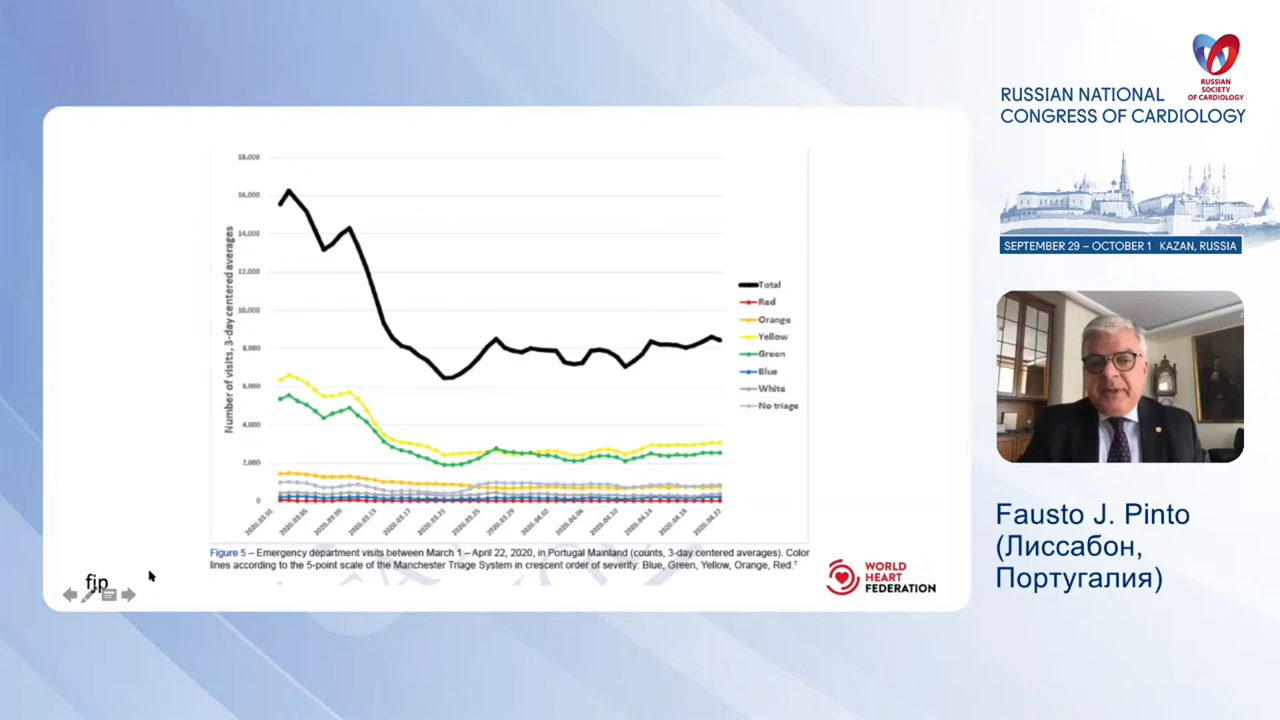 RUSSIAN
SOCIETY
OF CARDIOLOGY
RUSSIAN NATIONAL
CONGRESS OF CARDIOLOGY
SEPTEMBER 29 – OCTOBER 1 KAZAN, RUSSIA
Number of visits, 3-day centered averages
18,000
16,000
14,000
12,000
10,000
8,000
6,000
4,000
2,000
0
2020.03.01
2020.03.05
2020.03.09
2020.03.13
2020.03.17
2020.03.21
2020.03.25
2020.03.29
2020.04.02
2020.04.06
2020.04.10
2020.04.14
2020.04.18
2020.04.22
Total
Red
Orange
Yellow
Green
Blue
White
No triage
Figure 5 – Emergency department visits between March 1 – April 22, 2020, in Portugal Mainland (counts, 3-day centered averages). Color
lines according to the 5-point scale of the Manchester Triage System in crescent order of severity: Blue, Green, Yellow, Orange, Red.7
fjp
WORLD
HEART
FEDERATION
Fausto J. Pinto
(Лиссабон,
Португалия)